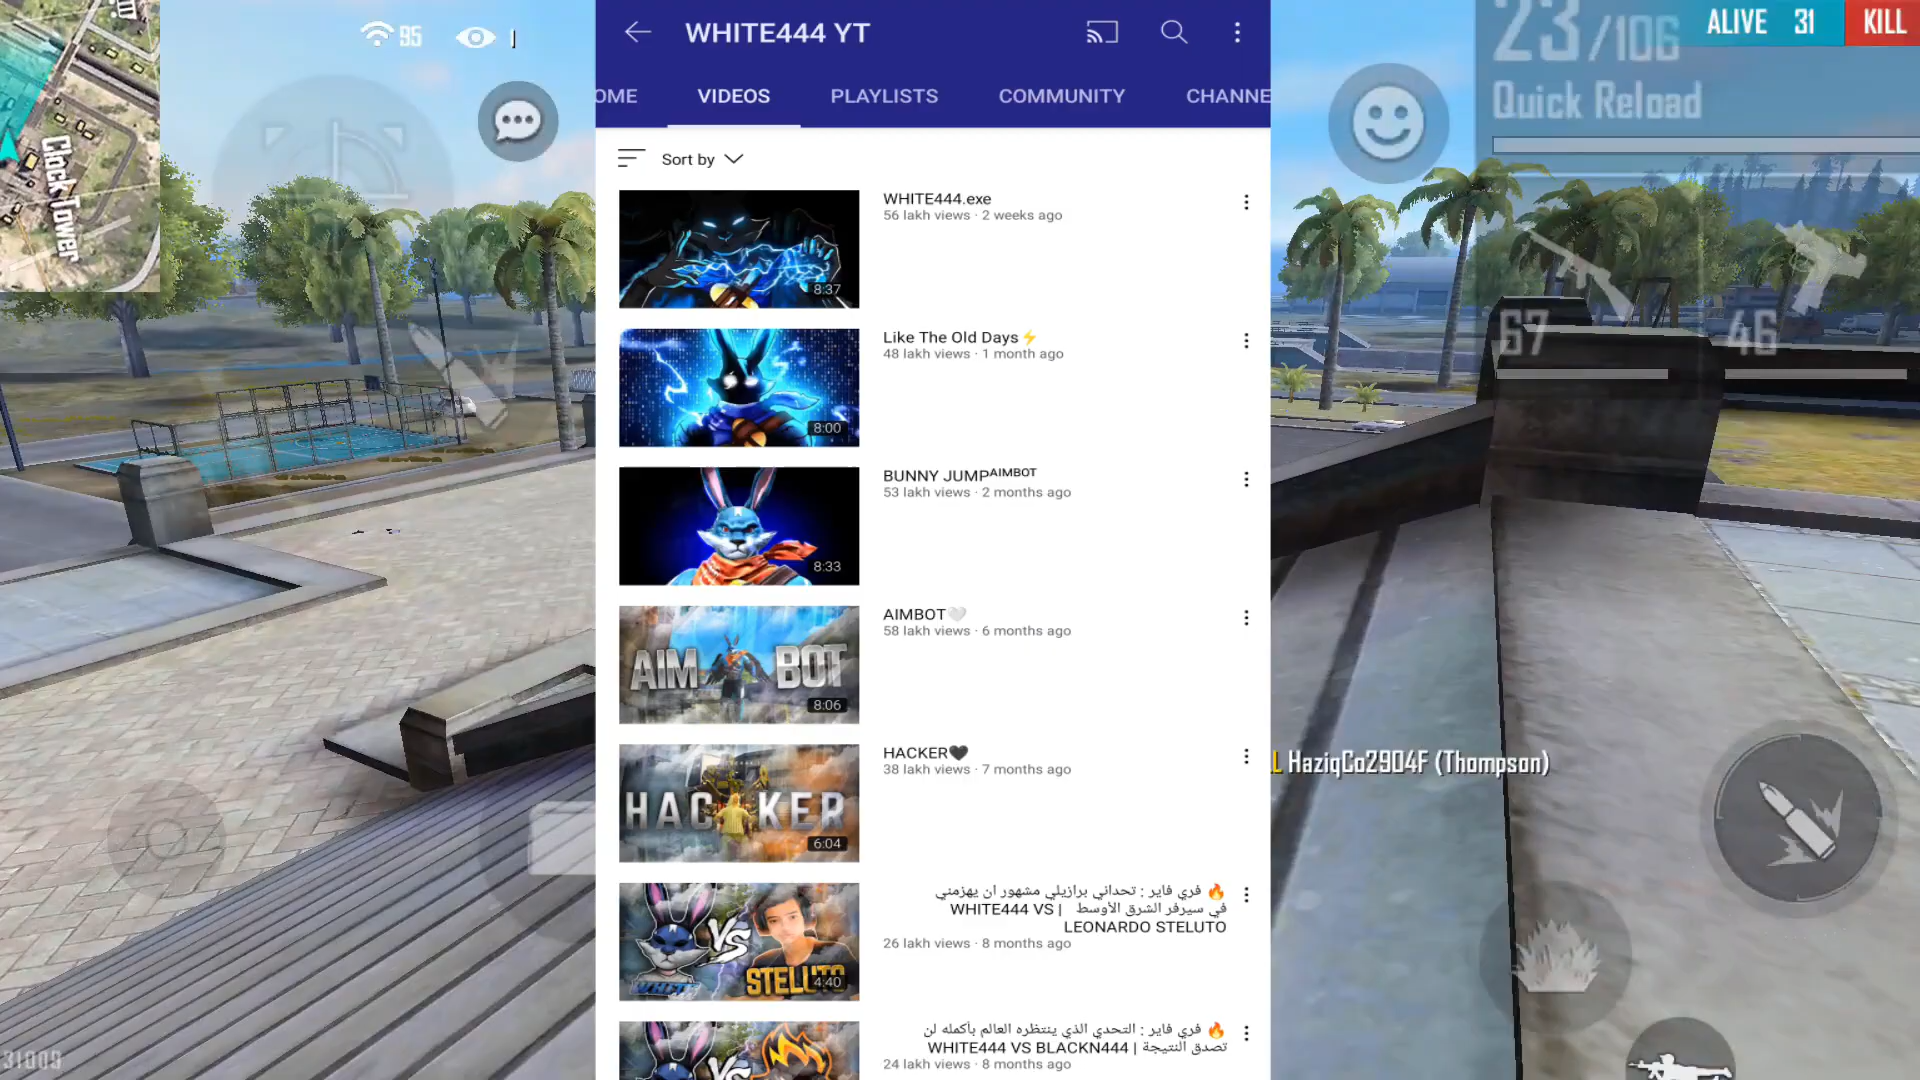 95
Clock Tower
WHITE444 YT
OME VIDEOS PLAYLISTS COMMUNITY CHANNE
Sort by
WHITE444.exe
56 lakh views · 2 weeks ago
8:37
Like The Old Days⚡
48 lakh views · 1 month ago
8:00
BUNNY JUMPᴬᴵᴹᴮᴼᵀ
53 lakh views · 2 months ago
8:33
AIMBOT🤍
58 lakh views · 6 months ago
AIM BOT
8:06
HACKER🖤
38 lakh views · 7 months ago
HACKER
6:04
🔥 فري فاير : تحداني برازيلي مشهور ان يهزمني
في سيرفر الشرق الأوسط | WHITE444 VS
LEONARDO STELUTO
26 lakh views · 8 months ago
VS
WHITE
STELUTO
4:40
🔥 فري فاير : التحدي الذي ينتظره العالم بأكمله لن
تصدق النتيجة | WHITE444 VS BLACKN444
24 lakh views · 8 months ago
VS
23/106
ALIVE 31 KILL
Quick Reload
67 46
L HaziqCo2904F (Thompson)
31009